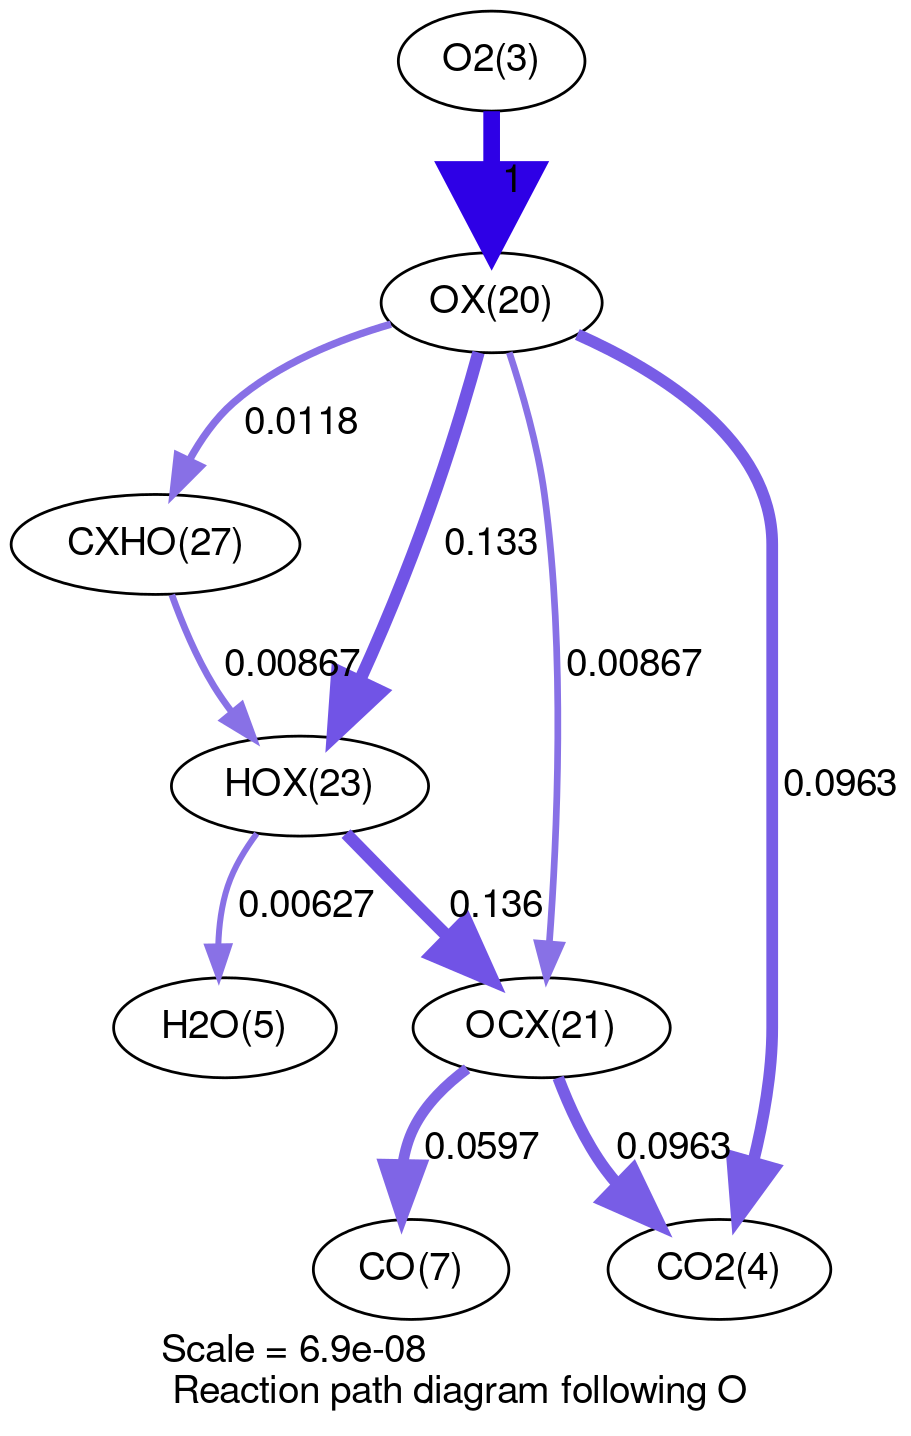 O2(3)
1
OX(20)
0.0118
CXHO(27)
0.133
0.00867
0.00867
HOX(23)
0.0963
0.00627
0.136
H2O(5)
OCX(21)
0.0597
0.0963
CO(7)
CO2(4)
Scale = 6.9e-08
Reaction path diagram following O